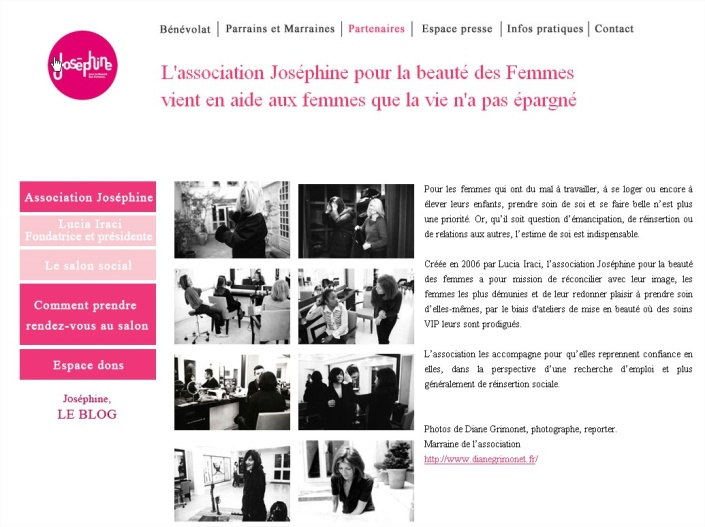 Bénévolat | Parrains et Marraines | Partenaires | Espace presse | Infos pratiques | Contact
Joséphine
L'association Joséphine pour la beauté des Femmes
vient en aide aux femmes que la vie n'a pas épargné
Association Joséphine
Lucia Iraci
Fondatrice et présidente
Le salon social
Comment prendre
rendez-vous au salon
Espace dons
Joséphine,
LE BLOG
Pour les femmes qui ont du mal à travailler, à se loger ou encore à
élever leurs enfants, prendre soin de soi et se faire belle n’est plus
une priorité. Or, qu’il soit question d’émancipation, de réinsertion ou
de relations aux autres, l’estime de soi est indispensable.
Créée en 2006 par Lucia Iraci, l’association Joséphine pour la beauté
des femmes a pour mission de réconcilier avec leur image, les
femmes les plus démunies et de leur redonner plaisir à prendre soin
d’elles-mêmes, par le biais d'ateliers de mise en beauté où des soins
VIP leurs sont prodigués.
L’association les accompagne pour qu’elles reprennent confiance en
elles, dans la perspective d’une recherche d’emploi et plus
généralement de réinsertion sociale.
Photos de Diane Grimonet, photographe, reporter.
Marraine de l’association
http://www.dianegrimonet.fr/